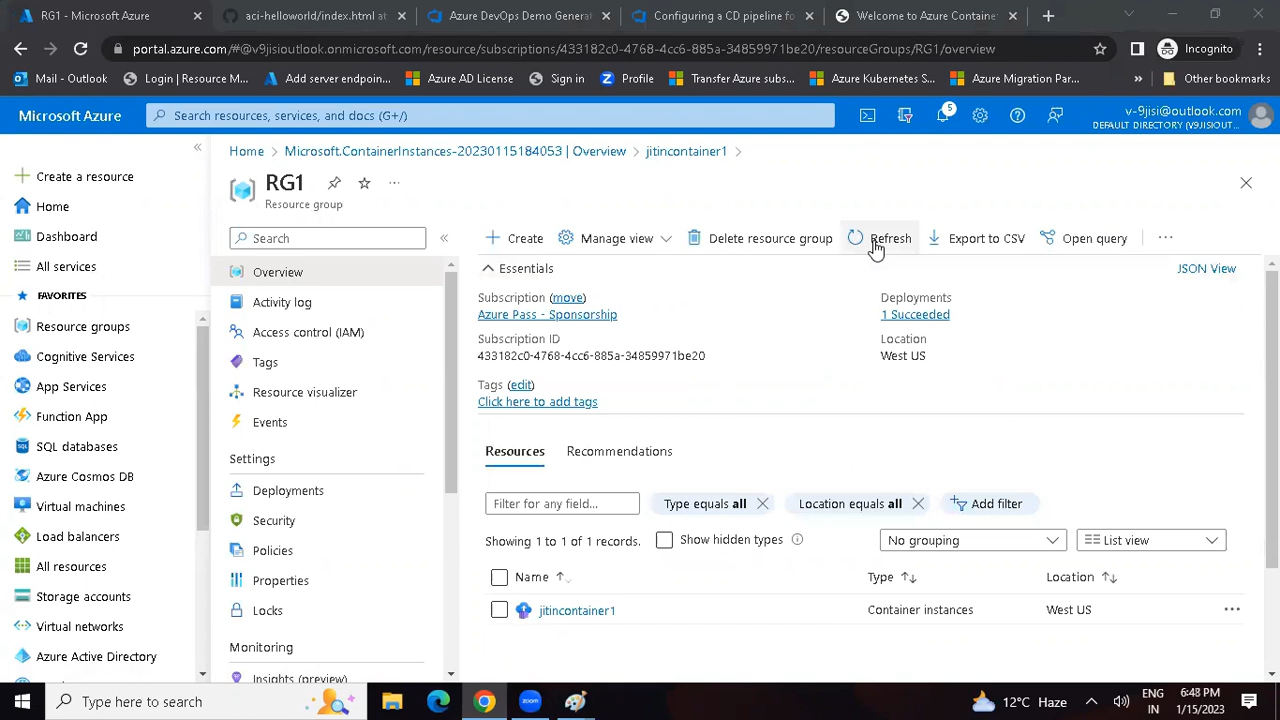 RG1 - Microsoft Azure
aci-helloworld/index.html at
Azure DevOps Demo Genera
Configuring a CD pipeline fo
Welcome to Azure Container
portal.azure.com/#@v9jisioutlook.onmicrosoft.com/resource/subscriptions/433182c0-4768-4cc6-885a-34859971be20/resourceGroups/RG1/overview
Incognito
Mail - Outlook
Login | Resource M...
Add server endpoin...
Azure AD License
Sign in
Profile
Transfer Azure subs...
Azure Kubernetes S...
Azure Migration Par...
»
Other bookmarks
Microsoft Azure
Search resources, services, and docs (G+/)
5
v-9jisi@outlook.com
DEFAULT DIRECTORY (V9JISIOUT...
Create a resource
Home
Dashboard
All services
FAVORITES
Resource groups
Cognitive Services
App Services
Function App
SQL databases
Azure Cosmos DB
Virtual machines
Load balancers
All resources
Storage accounts
Virtual networks
Azure Active Directory
Home > Microsoft.ContainerInstances-20230115184053 | Overview > jitincontainer1 >
RG1
Resource group
Search
Overview
Activity log
Access control (IAM)
Tags
Resource visualizer
Events
Settings
Deployments
Security
Policies
Properties
Locks
Monitoring
Insights (preview)
Create
Manage view
Delete resource group
Refresh
Export to CSV
Open query
Essentials
JSON View
Subscription (move)
Azure Pass - Sponsorship
Subscription ID
433182c0-4768-4cc6-885a-34859971be20
Tags (edit)
Click here to add tags
Deployments
1 Succeeded
Location
West US
Resources
Recommendations
Filter for any field...
Type equals all
Location equals all
Add filter
Showing 1 to 1 of 1 records.
Show hidden types
No grouping
List view
Name
Type
Location
jitincontainer1
Container instances
West US
Type here to search
zoom
12°C Haze
ENG
IN
6:48 PM
1/15/2023